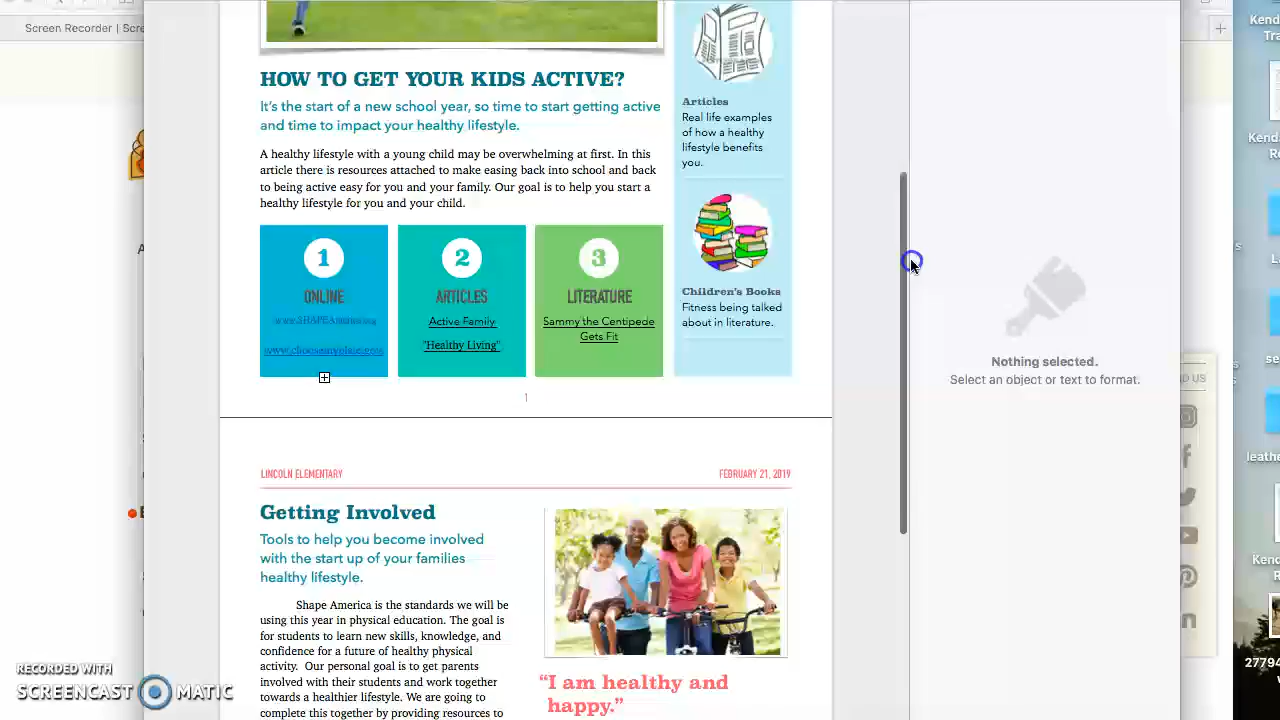 Screen Recorder | Scre
HOW TO GET YOUR KIDS ACTIVE?
It's the start of a new school year, so time to start getting active
and time to impact your healthy lifestyle.
A healthy lifestyle with a young child may be overwhelming at first. In this
article there is resources attached to make easing back into school and back
to being active easy for you and your family. Our goal is to help you start a
healthy lifestyle for you and your child.
1
ONLINE
2
ARTICLES
Active Family
"Healthy Living"
3
LITERATURE
Sammy the Centipede
Gets Fit
Articles
Real life examples
of how a healthy
lifestyle benefits
you.
Children's Books
Fitness being talked
about in literature.
1
LINCOLN ELEMENTARY
FEBRUARY 21, 2019
Getting Involved
Tools to help you become involved
with the start up of your families
healthy lifestyle.
Shape America is the standards we will be
using this year in physical education. The goal is
for students to learn new skills, knowledge, and
confidence for a future of healthy physical
activity. Our personal goal is to get parents
involved with their students and work together
towards a healthier lifestyle. We are going to
complete this together by providing resources to
"I am healthy and
happy."
Nothing selected.
Select an object or text to format.
ND US
Kend
Tra
Kend
leathe
27794
RECORDED WITH
SCREENCAST MATIC